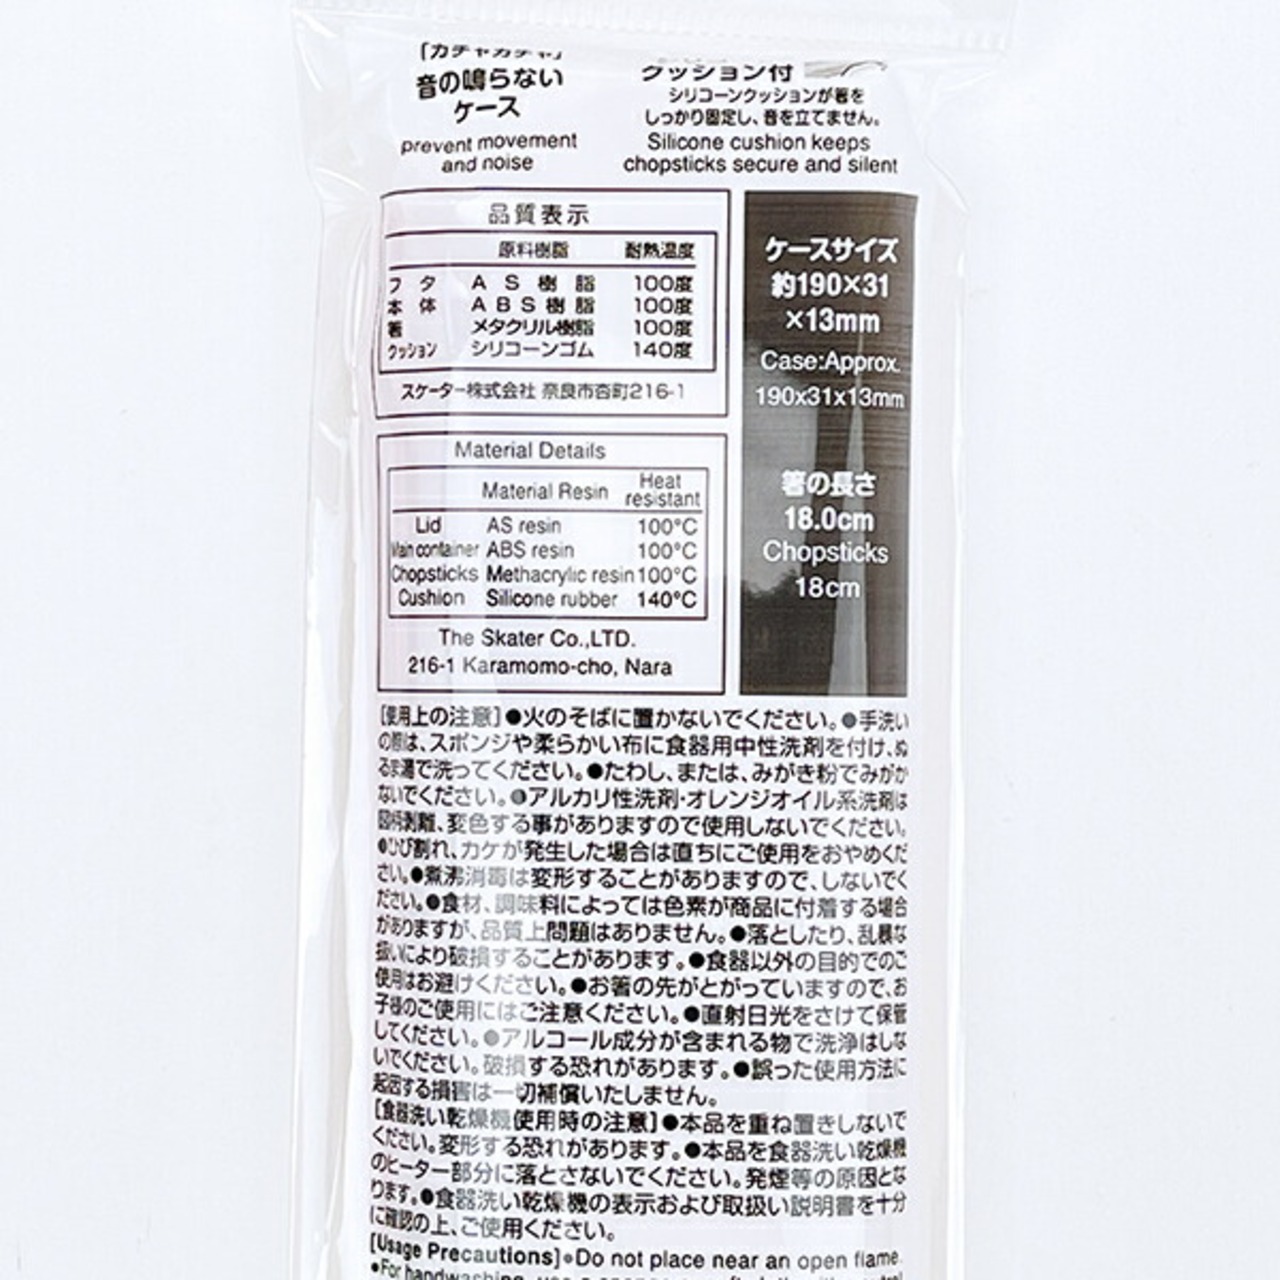 「カチャカチャ」
音の鳴らない
ケース
prevent movement
and noise
クッション付
シリコーンクッションが箸を
しっかり固定し、音を立てません。
Silicone cushion keeps
chopsticks secure and silent
品質表示
原料樹脂 耐熱温度
フタ AS樹脂 100度
本体 ABS樹脂 100度
箸 メタクリル樹脂 100度
クッション シリコーンゴム 140度
スケーター株式会社 奈良市杏町216-1
ケースサイズ
約190×31
×13mm
Case:Approx.
190x31x13mm
箸の長さ
18.0cm
Chopsticks
18cm
Material Details
Material Resin Heat resistant
Lid AS resin 100°C
Main container ABS resin 100°C
Chopsticks Methacrylic resin 100°C
Cushion Silicone rubber 140°C
The Skater Co.,LTD.
216-1 Karamomo-cho, Nara
[使用上の注意]●火のそばに置かないでください。●手洗い
の際は、スポンジや柔らかい布に食器用中性洗剤を付け、ぬ
るま湯で洗ってください。●たわし、または、みがき粉でみがか
ないでください。●アルカリ性洗剤・オレンジオイル系洗剤は
図柄剥離、変色する事がありますので使用しないでください。
●ひび割れ、カケが発生した場合は直ちにご使用をおやめくだ
さい。●煮沸消毒は変形することがありますので、しないでく
ださい。●食材、調味料によっては色素が商品に付着する場合
がありますが、品質上問題はありません。●落としたり、乱暴な
扱いにより破損することがあります。●食器以外の目的でのご
使用はお避けください。●お箸の先がとがっていますので、お
子様のご使用にはご注意ください。●直射日光をさけて保管
してください。●アルコール成分が含まれる物で洗浄はしな
いでください。破損する恐れがあります。●誤った使用方法に
起因する損害は一切補償いたしません。
[食器洗い乾燥機使用時の注意]●本品を重ね置きしないで
ください。変形する恐れがあります。●本品を食器洗い乾燥機
のヒーター部分に落とさないでください。発煙等の原因とな
ります。●食器洗い乾燥機の表示および取扱い説明書を十分
に確認の上、ご使用ください。
[Usage Precautions]●Do not place near an open flame.
●For handwashing, use a